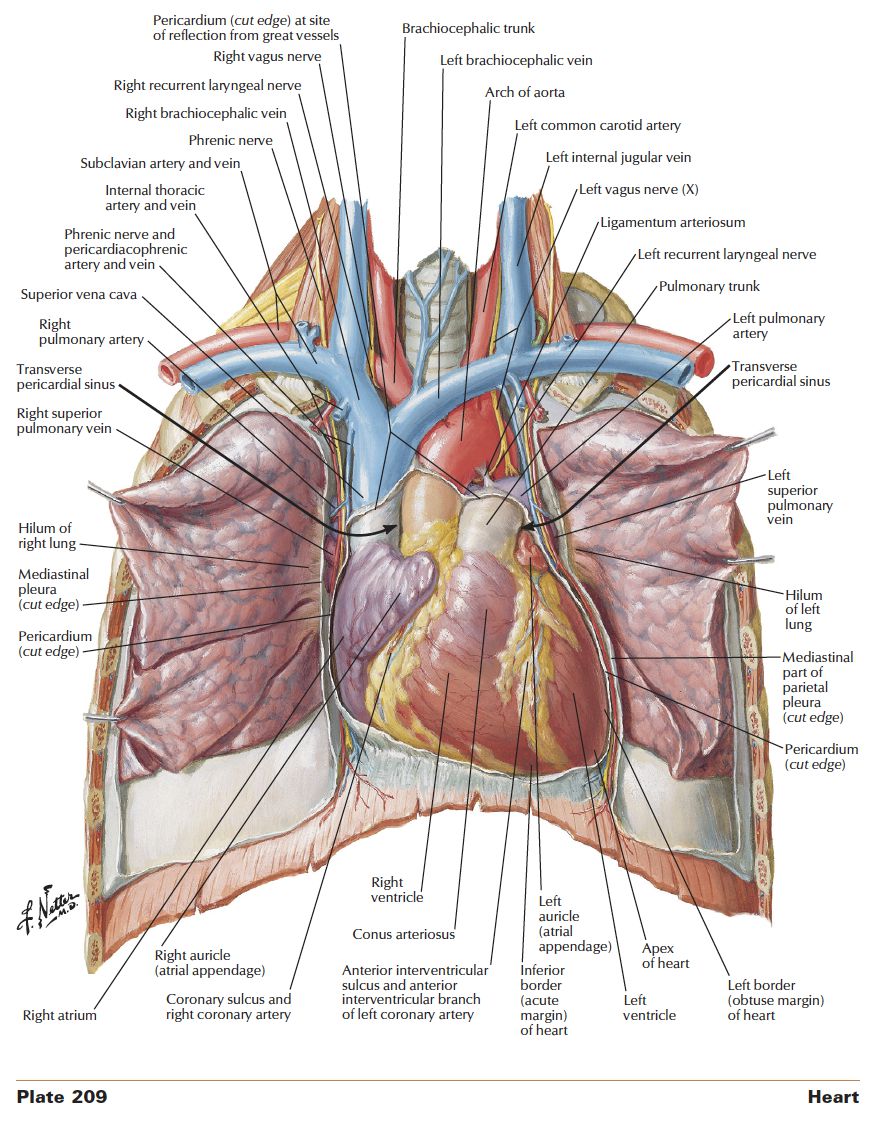 Pericardium (cut edge) at site
of reflection from great vessels
Right vagus nerve
Right recurrent laryngeal nerve
Right brachiocephalic vein
Phrenic nerve
Subclavian artery and vein
Internal thoracic
artery and vein
Phrenic nerve and
pericardiacophrenic
artery and vein
Superior vena cava
Right
pulmonary artery
Transverse
pericardial sinus
Right superior
pulmonary vein
Hilum of
right lung
Mediastinal
pleura
(cut edge)
Pericardium
(cut edge)
Brachiocephalic trunk
Left brachiocephalic vein
Arch of aorta
Left common carotid artery
Left internal jugular vein
Left vagus nerve (X)
Ligamentum arteriosum
Left recurrent laryngeal nerve
Pulmonary trunk
Left pulmonary
artery
Transverse
pericardial sinus
Left
superior
pulmonary
vein
Hilum
of left
lung
Mediastinal
part of
parietal
pleura
(cut edge)
Pericardium
(cut edge)
F. Netter
M.D.
Right atrium
Right auricle
(atrial appendage)
Coronary sulcus and
right coronary artery
Right
ventricle
Conus arteriosus
Anterior interventricular
sulcus and anterior
interventricular branch
of left coronary artery
Left
auricle
(atrial
appendage)
Inferior
border
(acute
margin)
of heart
Apex
of heart
Left
ventricle
Left border
(obtuse margin)
of heart
Plate 209
Heart